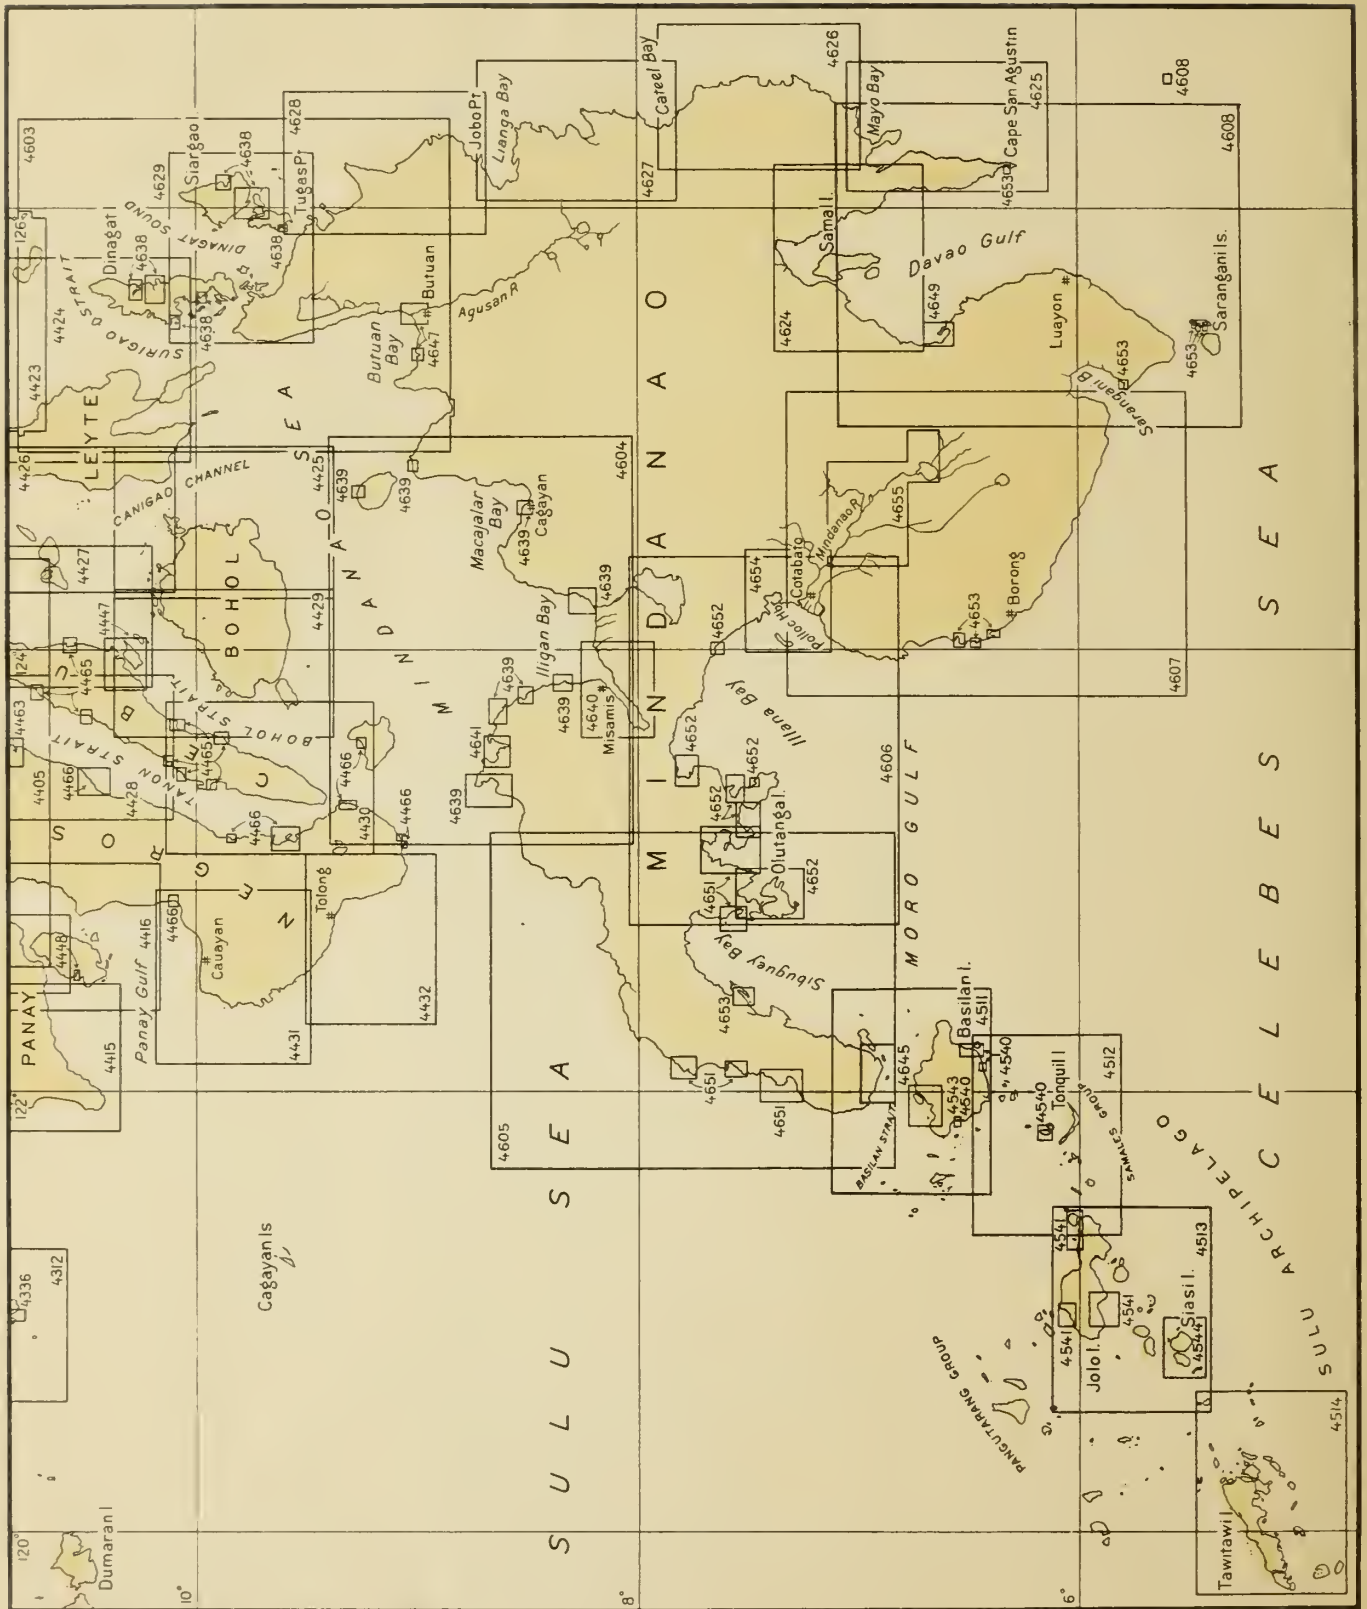 120°
122°
124°
126°
Dumaran I
4336
4312
PANAY
4415
Panay Gulf
4448
4416
4405
4466
4463
4428
4465
4447
4427
4426
4423
4424
4603
LEYTE
CANIGAO CHANNEL
SURIGAO STRAIT
Dinagat I
4638
4638
DINAGAT SOUND
4629
Siargao I
4638
4638
Tugas Pt
4628
10°
NEGROS
CEBU
TANON STRAIT
BOHOL STRAIT
BOHOL
4466
Cauayan
4431
Tolong
4432
4466
4465
4430
4466
4466
4429
4425
Cagayan Is
MINDANAO SEA
4639
4639
Butuan Bay
4647
Butuan
Agusan R
Jobo Pt
Lianga Bay
4627
4605
4639
4641
4639
4639
Iligan Bay
4640
Misamis
4639
Macajalar Bay
4639
Cagayan
4604
SULU SEA
8°
MINDANAO
Cateel Bay
4626
4651
4651
4653
Sibuguey Bay
4651
4652
Olutanga I.
4652
4652
4652
Illana Bay
4652
4606
MORO GULF
4654
Polloc Hb.
Cotabato
Mindanao R
4655
4624
Samal I.
4649
Davao Gulf
Mayo Bay
4625
Cape San Agustin
4653
4608
4608
BASILAN STRAIT
4645
4543
4540
Basilan I.
4511
4540
4540
Tonquil I
SAMALES GROUP
4512
4653
Borong
4607
Luayon
Sarangani B
4653
4653
Sarangani Is.
PANGUTARANG GROUP
6°
4541
Jolo I.
4541
4541
4513
Siasi I.
4544
Tawitawi I.
4514
SULU ARCHIPELAGO
CELEBES SEA